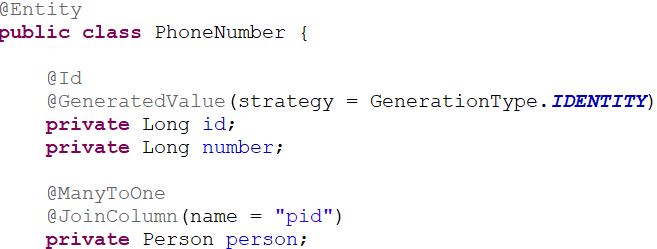 @Entity
public class PhoneNumber {
@Id
@GeneratedValue(strategy = GenerationType.IDENTITY)
private Long id;
private Long number;
@ManyToOne
@JoinColumn(name = "pid")
private Person person;